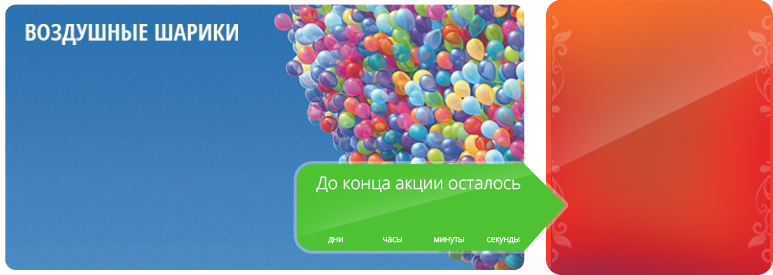 ВОЗДУШНЫЕ ШАРИКИ
До конца акции осталось
дни часы минуты секунды